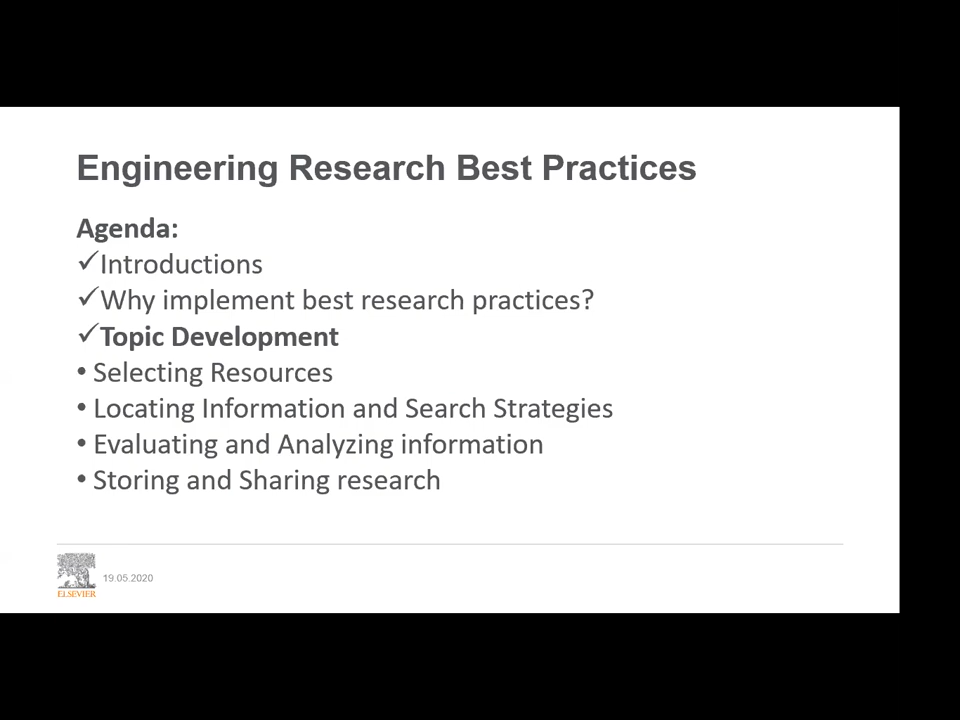 Engineering Research Best Practices
Agenda:
✓Introductions
✓Why implement best research practices?
✓Topic Development
• Selecting Resources
• Locating Information and Search Strategies
• Evaluating and Analyzing information
• Storing and Sharing research
19.05.2020
ELSEVIER